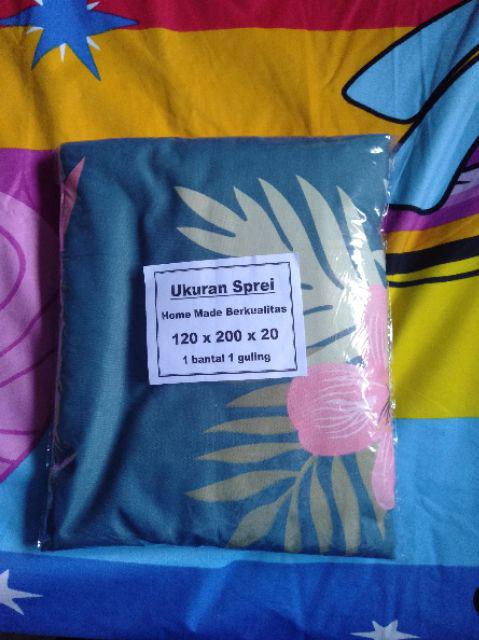 Ukuran Sprei
Home Made Berkualitas
120 x 200 x 20
1 bantal 1 guling